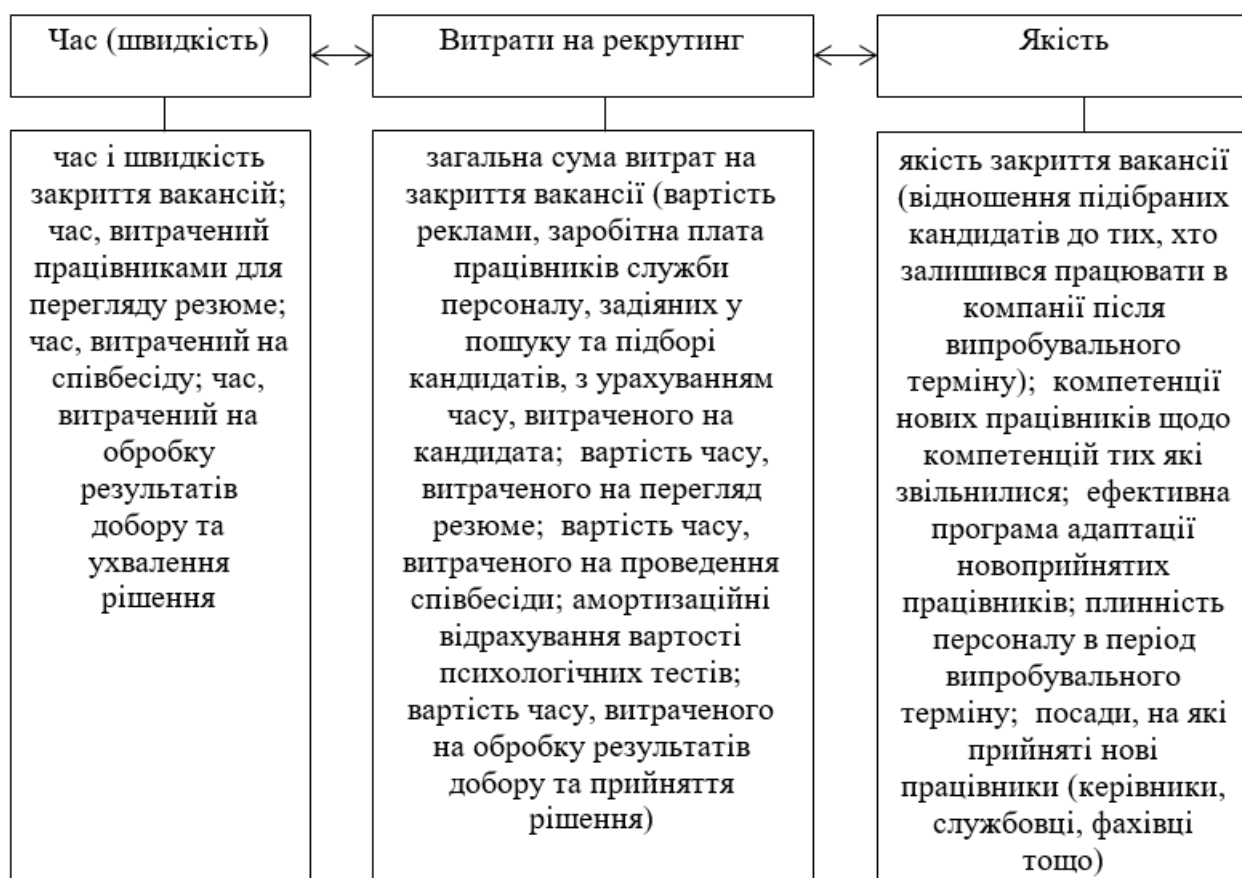 Час (швидкість)
Витрати на рекрутинг
Якість
час і швидкість
закриття вакансій;
час, витрачений
працівниками для
перегляду резюме;
час, витрачений на
співбесіду; час,
витрачений на
обробку
результатів
добору та
ухвалення
рішення
загальна сума витрат на
закриття вакансії (вартість
реклами, заробітна плата
працівників служби
персоналу, задіяних у
пошуку та підборі
кандидатів, з урахуванням
часу, витраченого на
кандидата; вартість часу,
витраченого на перегляд
резюме; вартість часу,
витраченого на проведення
співбесіди; амортизаційні
відрахування вартості
психологічних тестів;
вартість часу, витраченого
на обробку результатів
добору та прийняття
рішення)
якість закриття вакансії
(відношення підібраних
кандидатів до тих, хто
залишився працювати в
компанії після
випробувального
терміну); компетенції
нових працівників щодо
компетенцій тих які
звільнилися; ефективна
програма адаптації
новоприйнятих
працівників; плинність
персоналу в період
випробувального
терміну; посади, на які
прийняті нові
працівники (керівники,
службовці, фахівці
тощо)